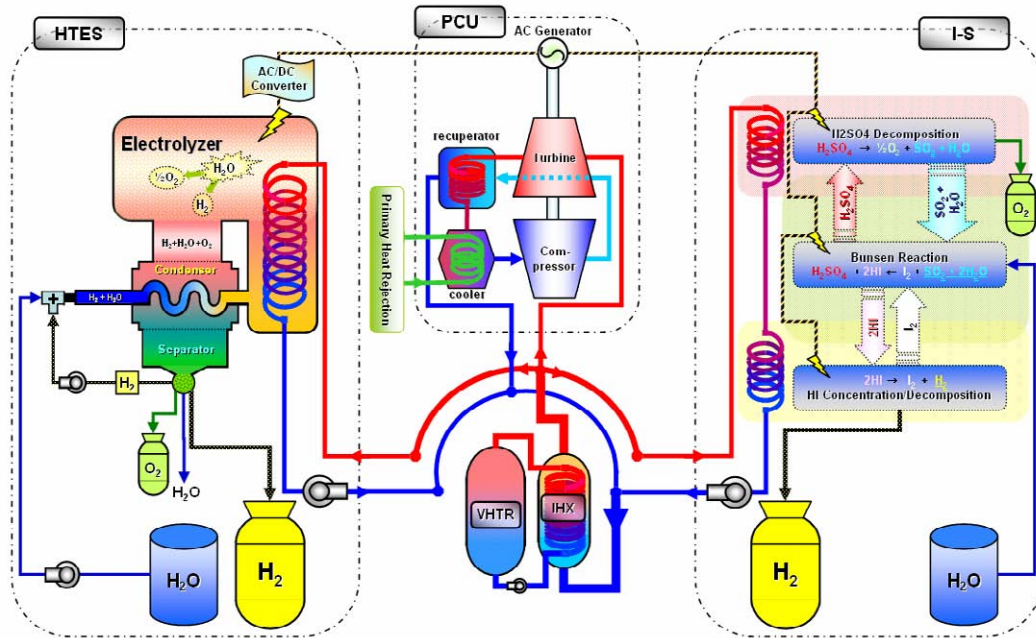 HTES
PCU
I-S
AC Generator
AC/DC
Converter
Electrolyzer
½O₂
H₂O
H₂
H₂+H₂O+O₂
Condenser
H₂ + H₂O
Separator
H₂
O₂
H₂O
H₂O
H₂
recuperator
Turbine
Primary Heat Rejection
cooler
Com-
pressor
VHTR
IHX
H2SO4 Decomposition
H₂SO₄ → ½O₂ + SO₂ + H₂O
O₂
H₂SO₄
SO₂ +
H₂O
Bunsen Reaction
H₂SO₄ + 2HI ← I₂ + SO₂ + 2H₂O
2HI
I₂
2HI → I₂ + H₂
HI Concentration/Decomposition
H₂
H₂O